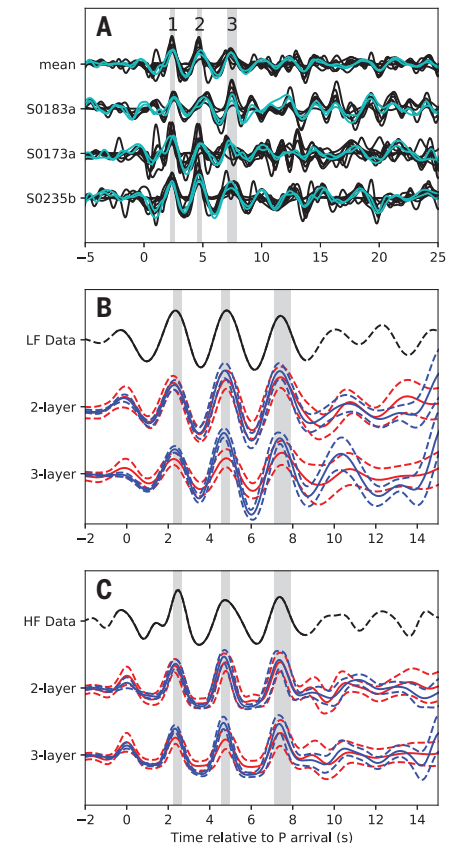 A
1 2 3
mean
S0183a
S0173a
S0235b
−5 0 5 10 15 20 25
B
LF Data
2-layer
3-layer
−2 0 2 4 6 8 10 12 14
C
HF Data
2-layer
3-layer
−2 0 2 4 6 8 10 12 14
Time relative to P arrival (s)